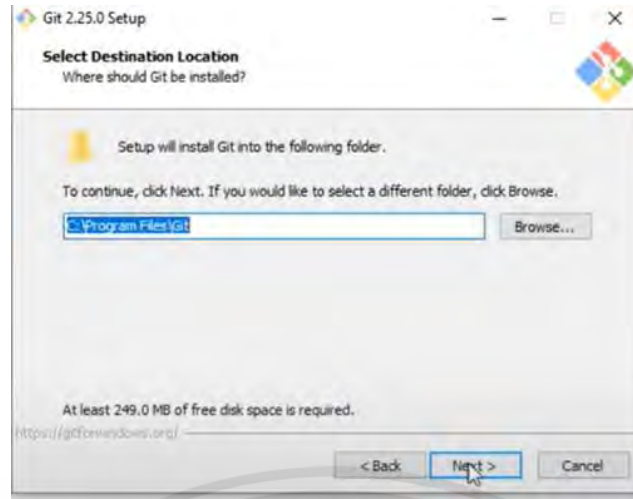 Git 2.25.0 Setup
Select Destination Location
Where should Git be installed?
Setup will install Git into the following folder.
To continue, click Next. If you would like to select a different folder, click Browse.
C:\Program Files\Git
Browse...
At least 249.0 MB of free disk space is required.
https://gitforwindows.org/
< Back
Next >
Cancel